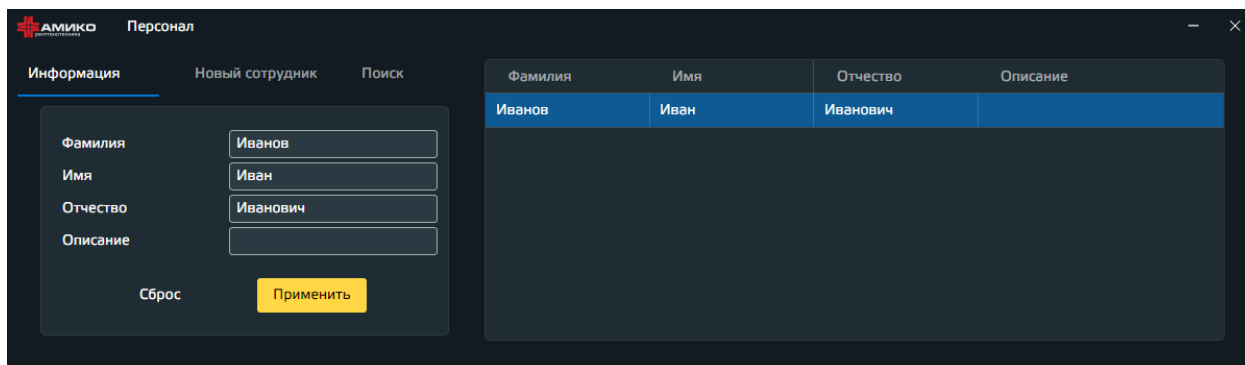 АМИКО
рентгенотехника
Персонал
Информация Новый сотрудник Поиск
Фамилия Иванов
Имя Иван
Отчество Иванович
Описание
Сброс Применить
Фамилия Имя Отчество Описание
Иванов Иван Иванович